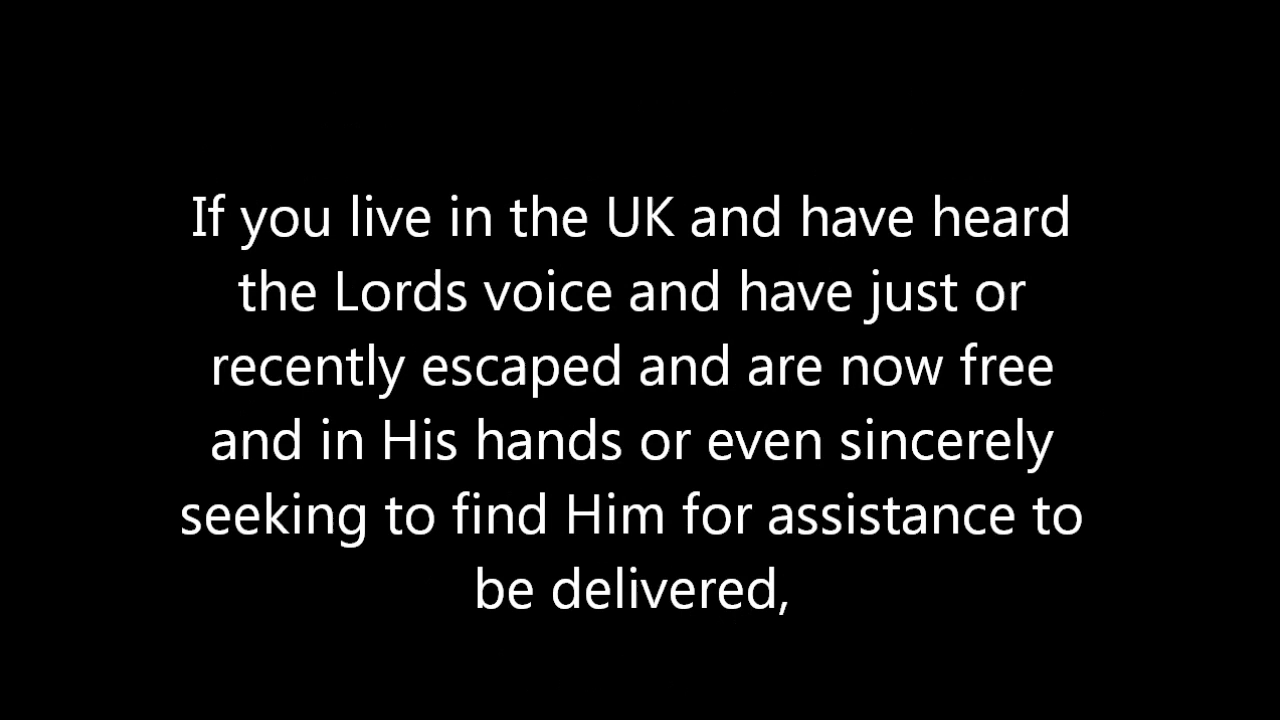 If you live in the UK and have heard
the Lords voice and have just or
recently escaped and are now free
and in His hands or even sincerely
seeking to find Him for assistance to
be delivered,